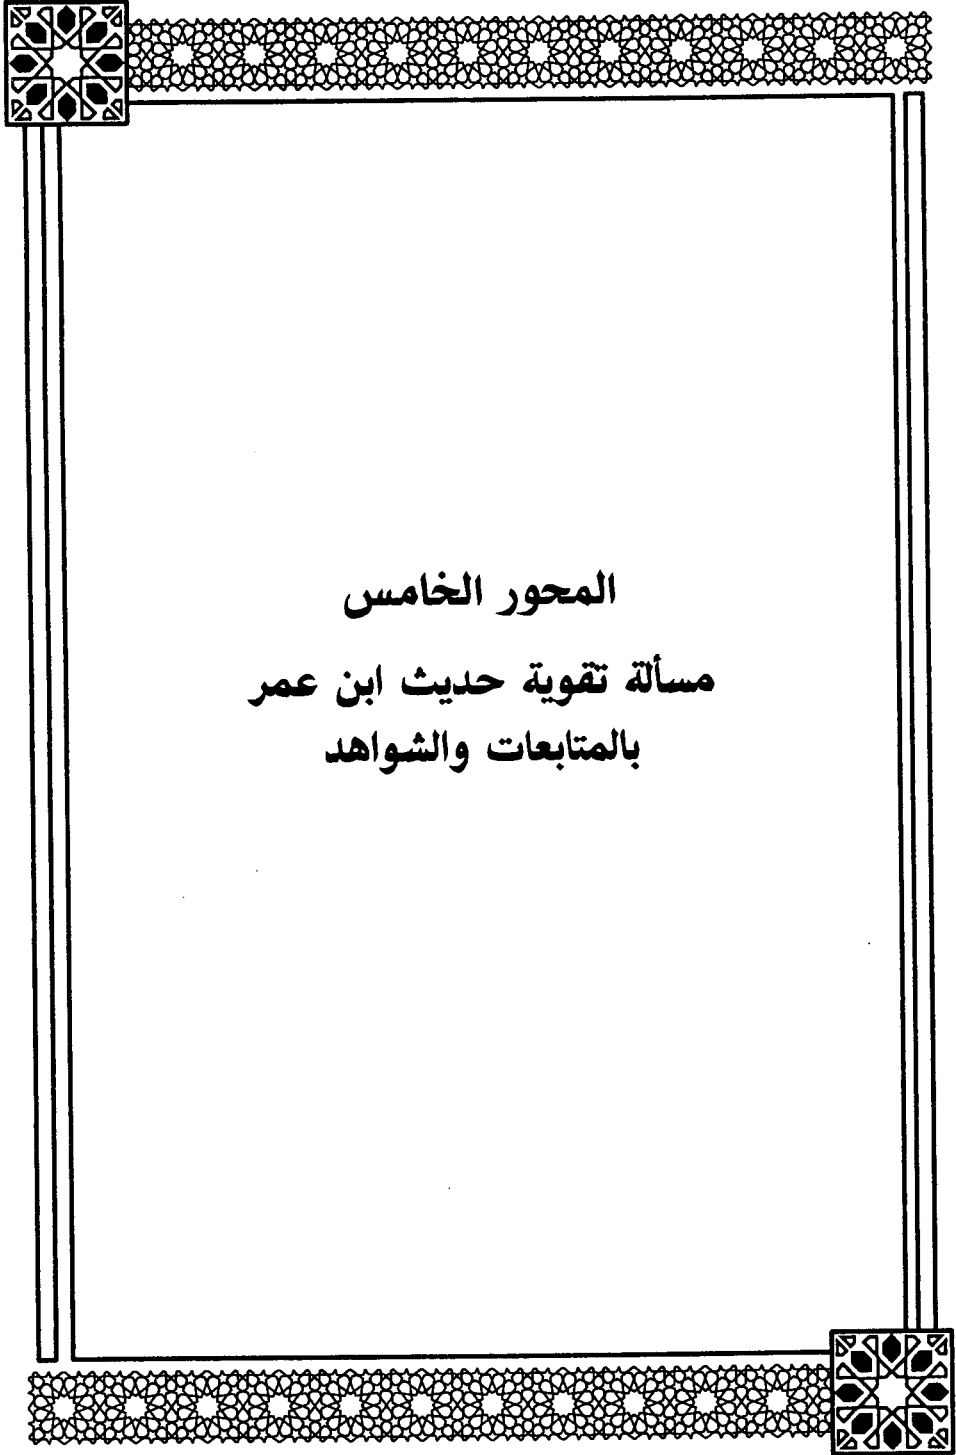 المحور الخامس
مسألة تقوية حديث ابن عمر
بالمتابعات والشواهد